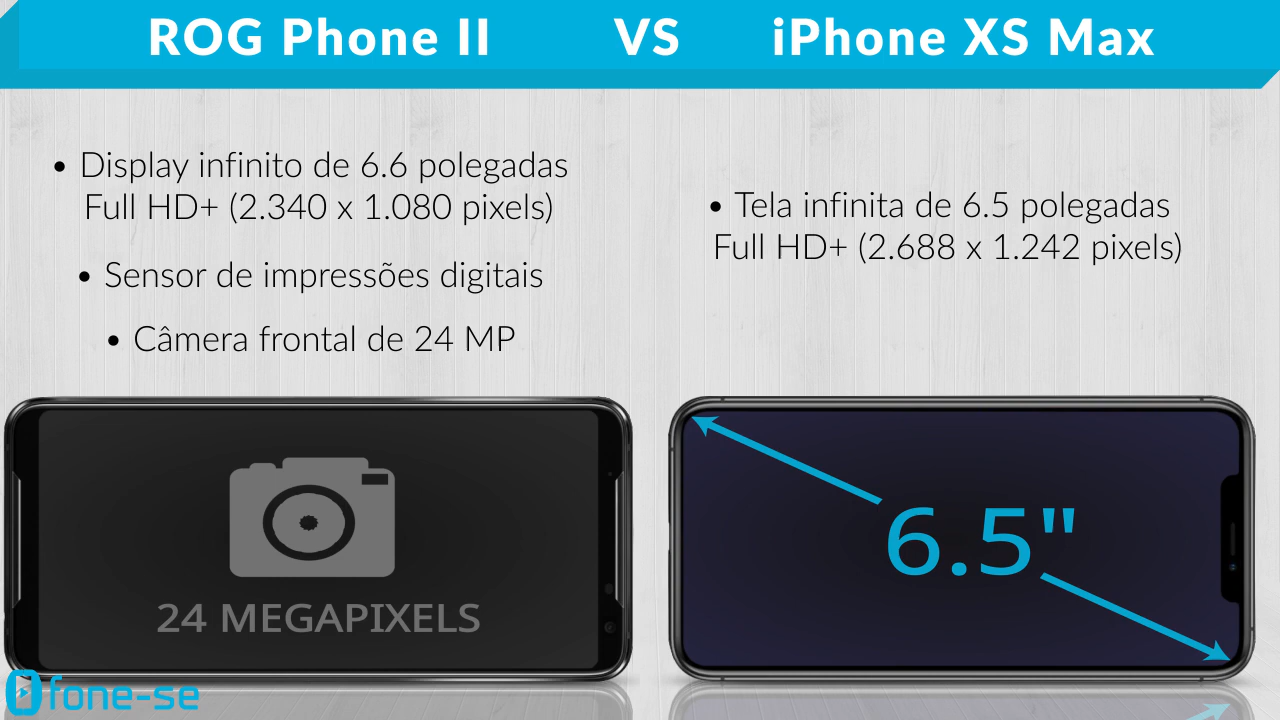 ROG Phone II VS iPhone XS Max
• Display infinito de 6.6 polegadas
Full HD+ (2.340 x 1.080 pixels)
• Sensor de impressões digitais
• Câmera frontal de 24 MP
• Tela infinita de 6.5 polegadas
Full HD+ (2.688 x 1.242 pixels)
24 MEGAPIXELS
6.5"
fone-se